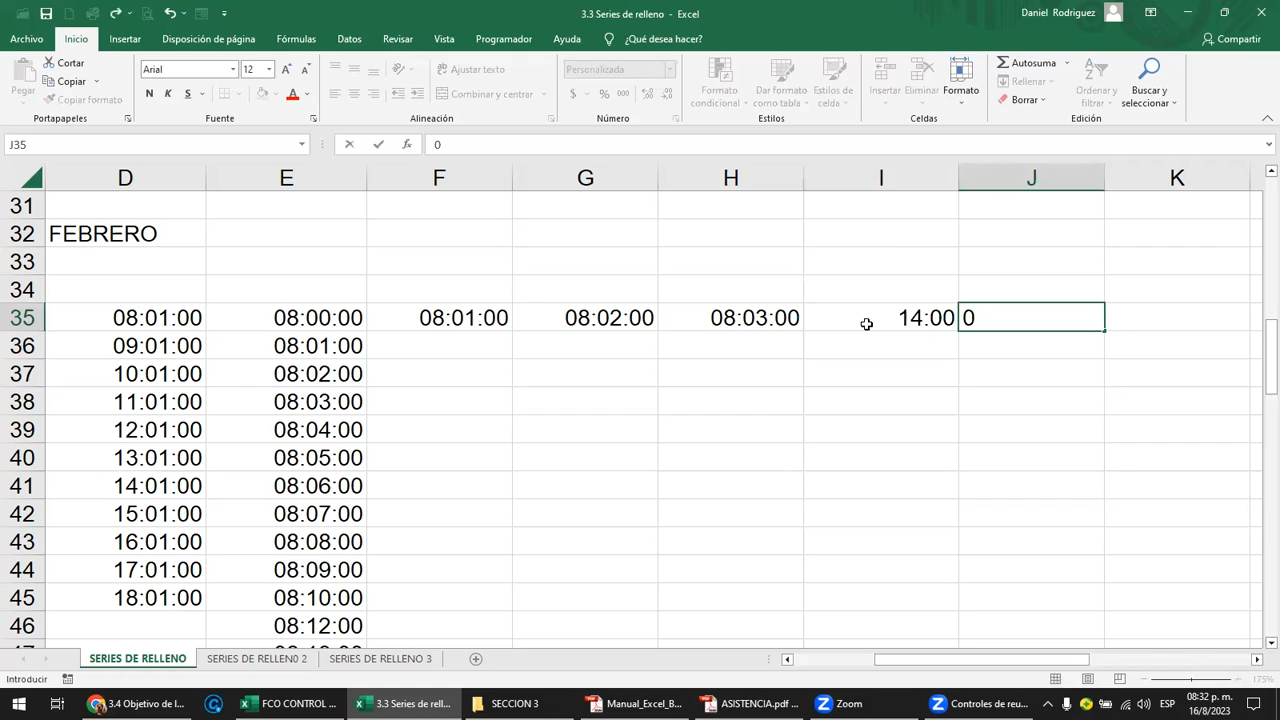 3.3 Series de relleno - Excel
Daniel Rodriguez
Archivo Inicio Insertar Disposición de página Fórmulas Datos Revisar Vista Programador Ayuda ¿Qué desea hacer? Compartir
Pegar Cortar Copiar Copiar formato
Arial 12
N K S A
Ajustar texto
Combinar y centrar
Personalizada
$ % 000
Formato condicional Dar formato como tabla Estilos de celda
Insertar Eliminar Formato
Autosuma Rellenar Borrar
Ordenar y filtrar Buscar y seleccionar
Portapapeles Fuente Alineación Número Estilos Celdas Edición
J35 fx 0
D E F G H I J K
31
32 FEBRERO
33
34
35 08:01:00 08:00:00 08:01:00 08:02:00 08:03:00 14:00 0
36 09:01:00 08:01:00
37 10:01:00 08:02:00
38 11:01:00 08:03:00
39 12:01:00 08:04:00
40 13:01:00 08:05:00
41 14:01:00 08:06:00
42 15:01:00 08:07:00
43 16:01:00 08:08:00
44 17:01:00 08:09:00
45 18:01:00 08:10:00
46 08:12:00
SERIES DE RELLENO SERIES DE RELLEN0 2 SERIES DE RELLENO 3
Introducir 175%
3.4 Objetivo de l... FCO CONTROL ... 3.3 Series de rell... SECCION 3 Manual_Excel_B... ASISTENCIA.pdf ... Zoom Controles de reu... ESP 08:32 p. m.
16/8/2023